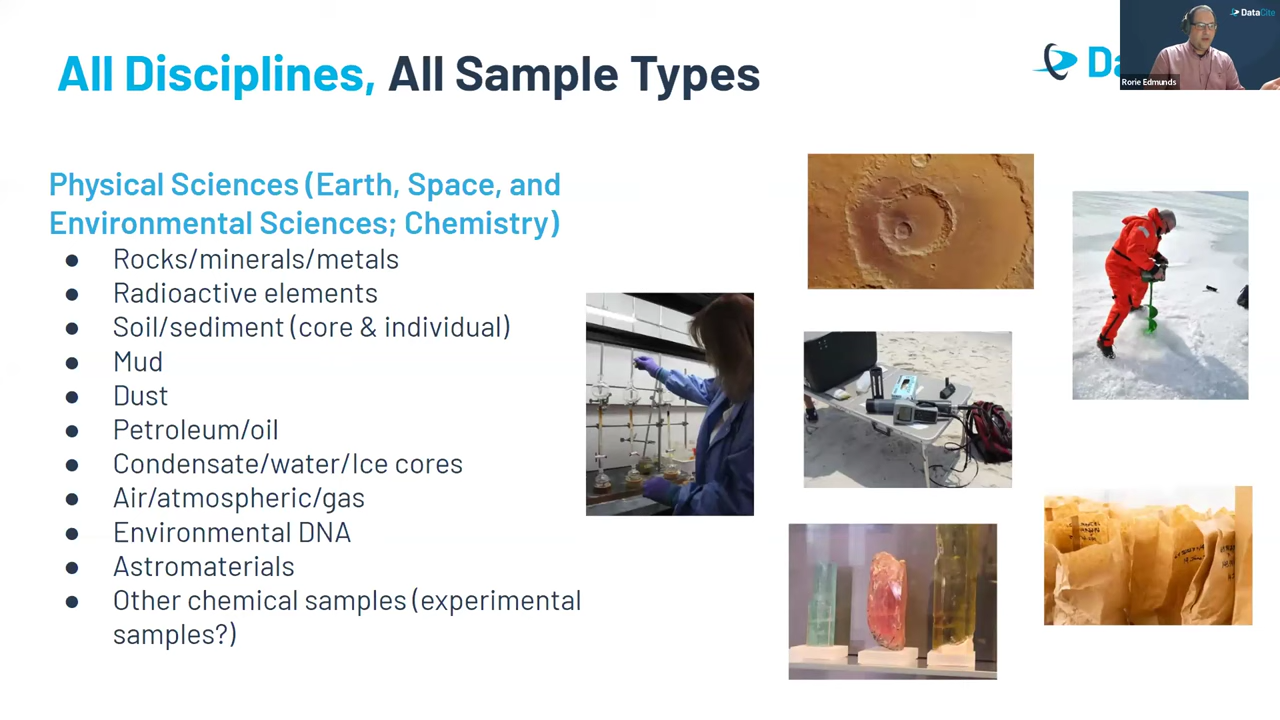 All Disciplines, All Sample Types
DataCite
Rorie Edmunds
Physical Sciences (Earth, Space, and
Environmental Sciences; Chemistry)
● Rocks/minerals/metals
● Radioactive elements
● Soil/sediment (core & individual)
● Mud
● Dust
● Petroleum/oil
● Condensate/water/Ice cores
● Air/atmospheric/gas
● Environmental DNA
● Astromaterials
● Other chemical samples (experimental
samples?)